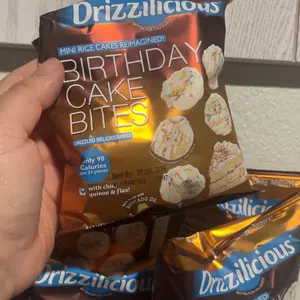 Drizzilicious
MINI RICE CAKES REIMAGINED!
BIRTHDAY
CAKE
BITES
DRIZZLED DELICIOUSNESS
Only 90
Calories
per 21 pieces
with chia,
quinoa & flax!
Drizzilicious
Drizzilicious
Drizzilicious